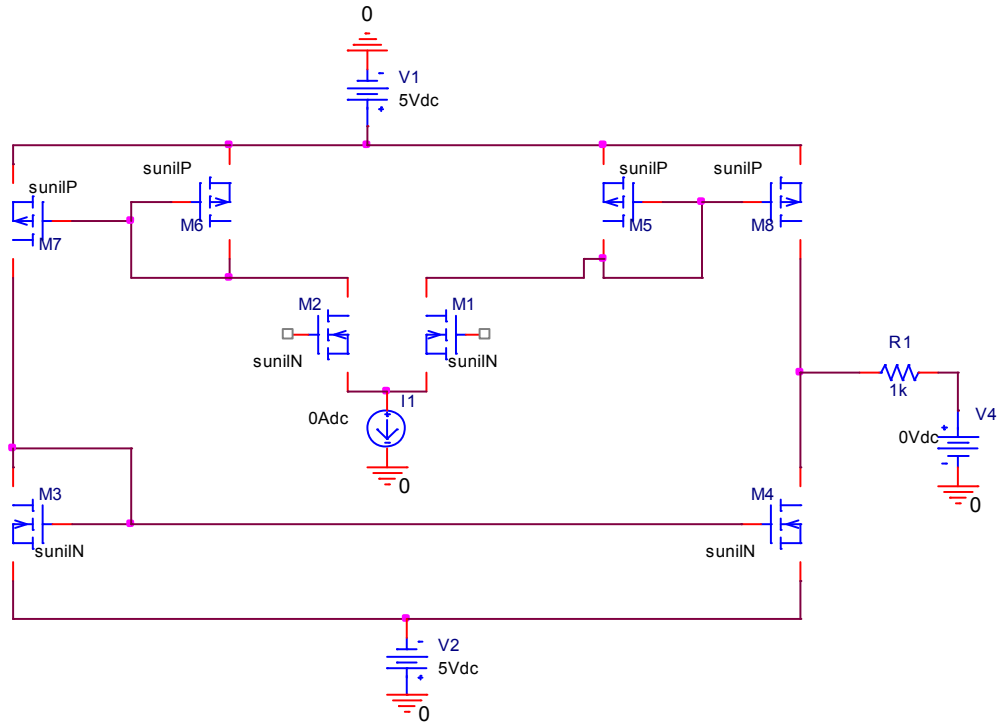 0
-
V1
5Vdc
+
sunilP
sunilP
sunilP
sunilP
M7
M6
M5
M8
M2
M1
sunilN
sunilN
R1
1k
0Adc
I1
+
-
0
V4
+
0Vdc
-
0
M3
M4
sunilN
sunilN
-
V2
5Vdc
+
0